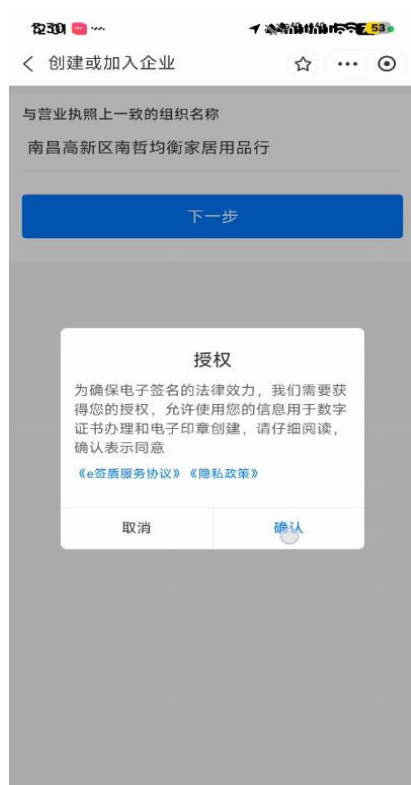 创建或加入企业
与营业执照上一致的组织名称
南昌高新区南哲均衡家居用品行
下一步
授权
为确保电子签名的法律效力，我们需要获
得您的授权，允许使用您的信息用于数字
证书办理和电子印章创建，请仔细阅读，
确认表示同意
《e签盾服务协议》《隐私政策》
取消
确认